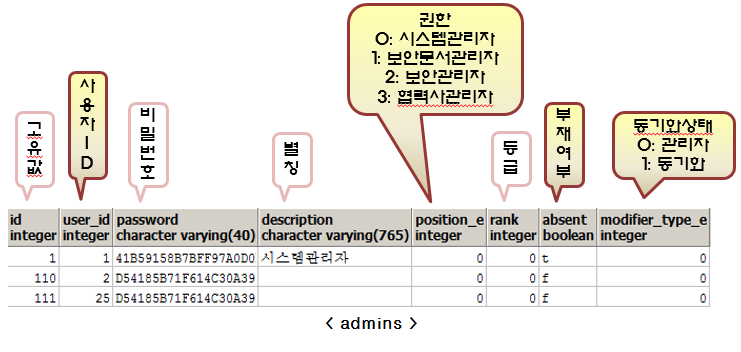 권한
0: 시스템관리자
1: 보안문서관리자
2: 보안관리자
3: 협력사관리자
사용자ID
고유값
비밀번호
별칭
등급
부재여부
동기화상태
0: 관리자
1: 동기화
id integer user_id integer password character varying(40) description character varying(765) position_e integer rank integer absent boolean modifier_type_e integer
1 1 41B59158B7BFF97A0D0 시스템관리자 0 0 t 0
110 2 D54185B71F614C30A39 0 0 f 0
111 25 D54185B71F614C30A39 0 0 f 0
< admins >